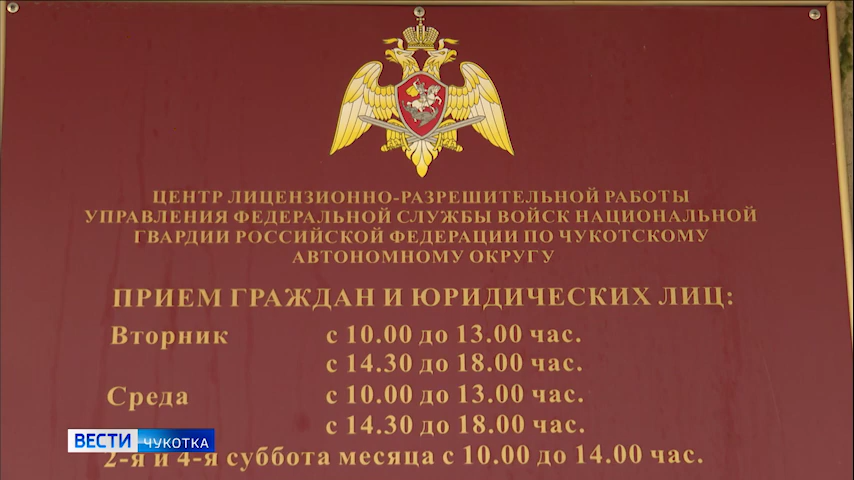 ЦЕНТР ЛИЦЕНЗИОННО-РАЗРЕШИТЕЛЬНОЙ РАБОТЫ
УПРАВЛЕНИЯ ФЕДЕРАЛЬНОЙ СЛУЖБЫ ВОЙСК НАЦИОНАЛЬНОЙ
ГВАРДИИ РОССИЙСКОЙ ФЕДЕРАЦИИ ПО ЧУКОТСКОМУ
АВТОНОМНОМУ ОКРУГУ
ПРИЕМ ГРАЖДАН И ЮРИДИЧЕСКИХ ЛИЦ:
Вторник с 10.00 до 13.00 час.
с 14.30 до 18.00 час.
Среда с 10.00 до 13.00 час.
с 14.30 до 18.00 час.
ВЕСТИ ЧУКОТКА
2-я и 4-я суббота месяца с 10.00 до 14.00 час.